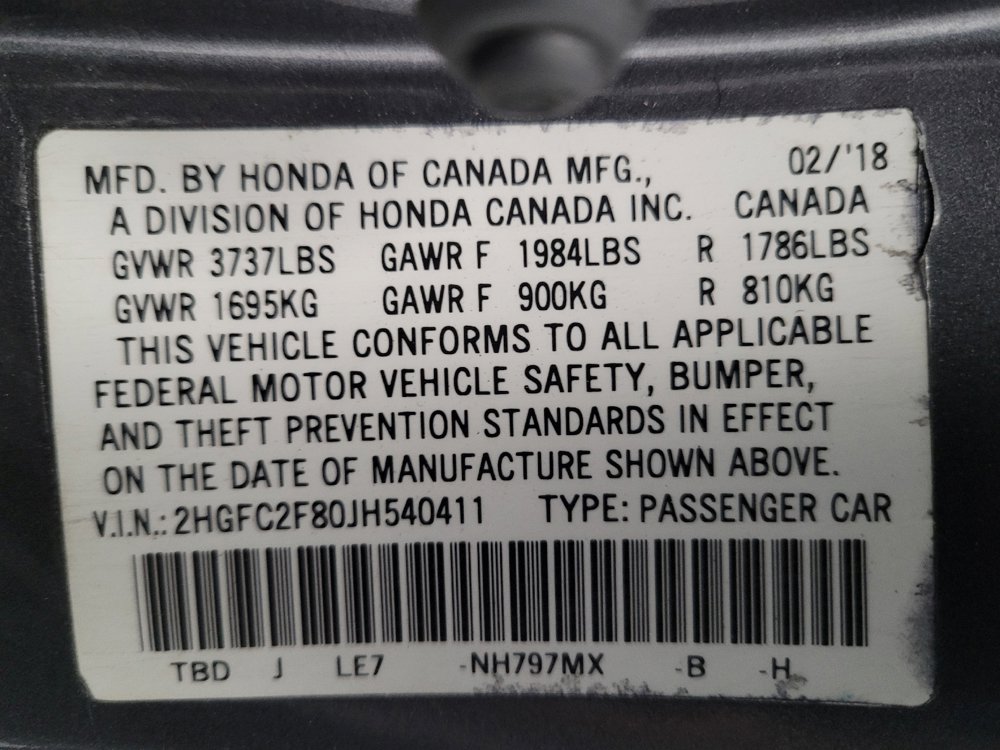 MFD. BY HONDA OF CANADA MFG., 02/'18
A DIVISION OF HONDA CANADA INC. CANADA
GVWR 3737LBS GAWR F 1984LBS R 1786LBS
GVWR 1695KG GAWR F 900KG R 810KG
THIS VEHICLE CONFORMS TO ALL APPLICABLE
FEDERAL MOTOR VEHICLE SAFETY, BUMPER,
AND THEFT PREVENTION STANDARDS IN EFFECT
ON THE DATE OF MANUFACTURE SHOWN ABOVE.
V.I.N.: 2HGFC2F80JH540411 TYPE: PASSENGER CAR
TBD J LE7 -NH797MX -B -H